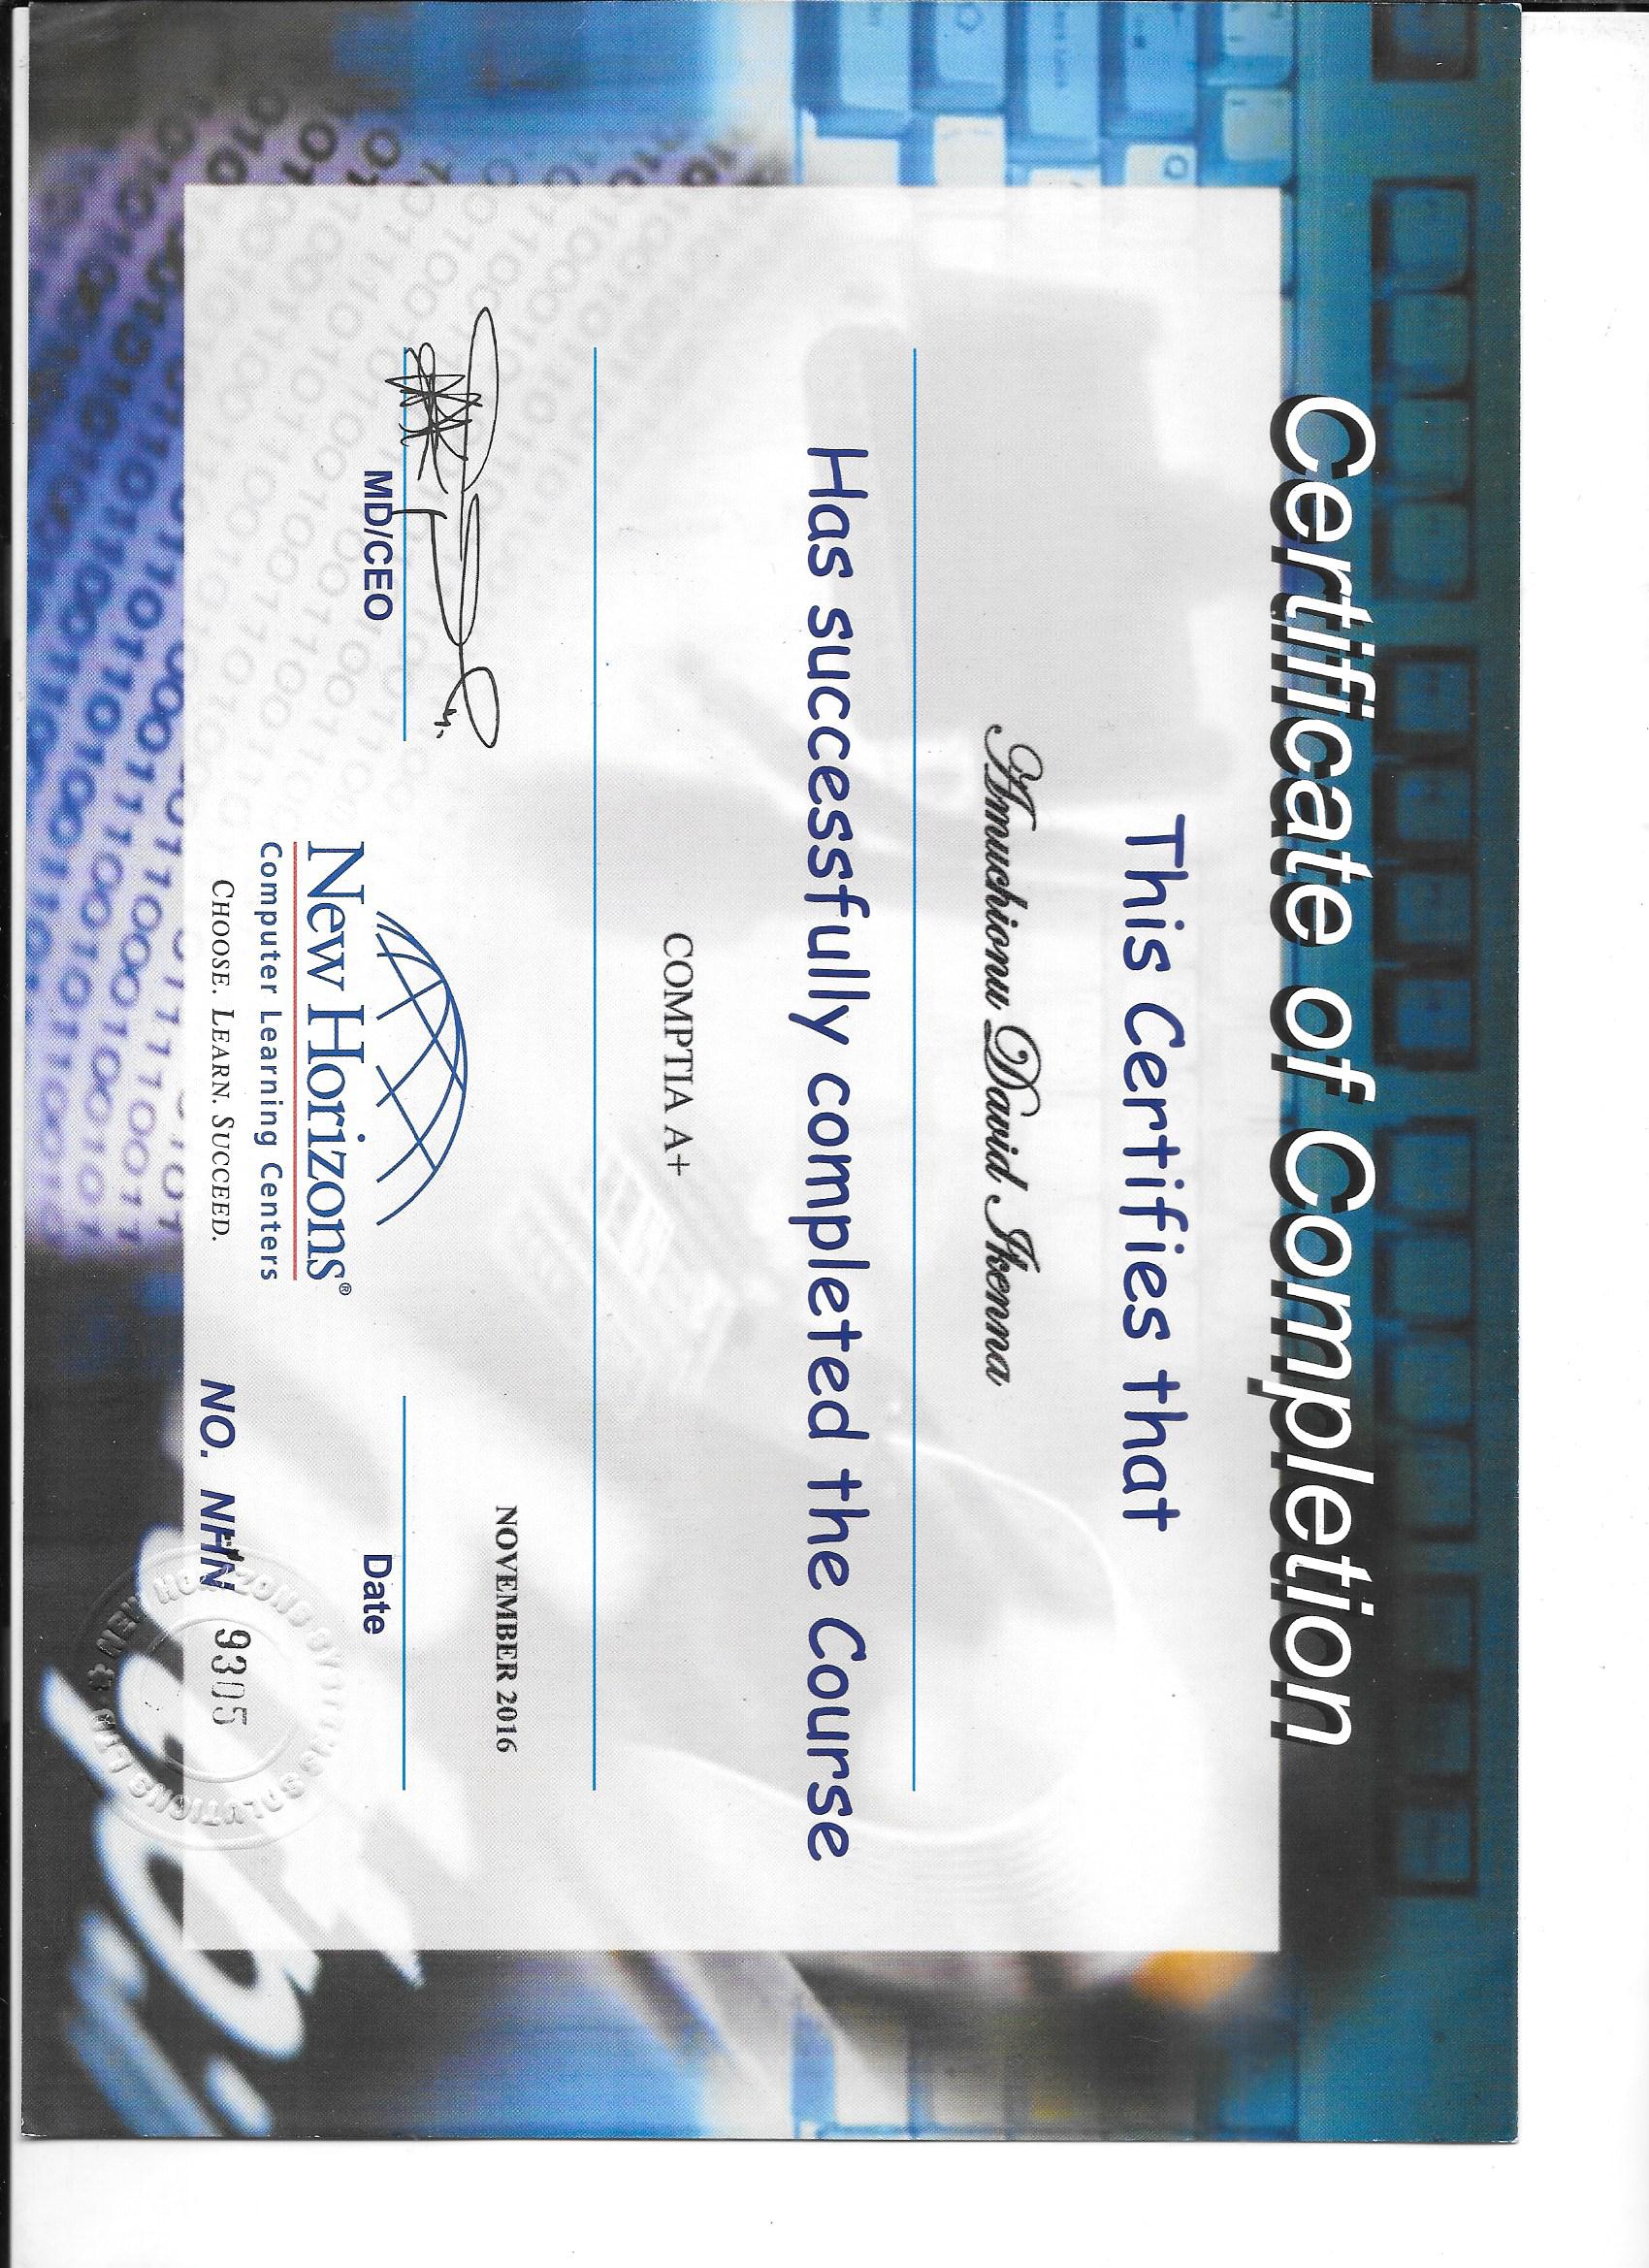 Certificate of Completion
This Certifies that
Amuchionu David Ikenna
Has successfully completed the Course
COMPTIA A+
NOVEMBER 2016
MD/CEO
Date
New Horizons®
Computer Learning Centers
CHOOSE. LEARN. SUCCEED.
NO. NHN 9305
NEW HORIZONS SYSTEMS SOLUTIONS LTD